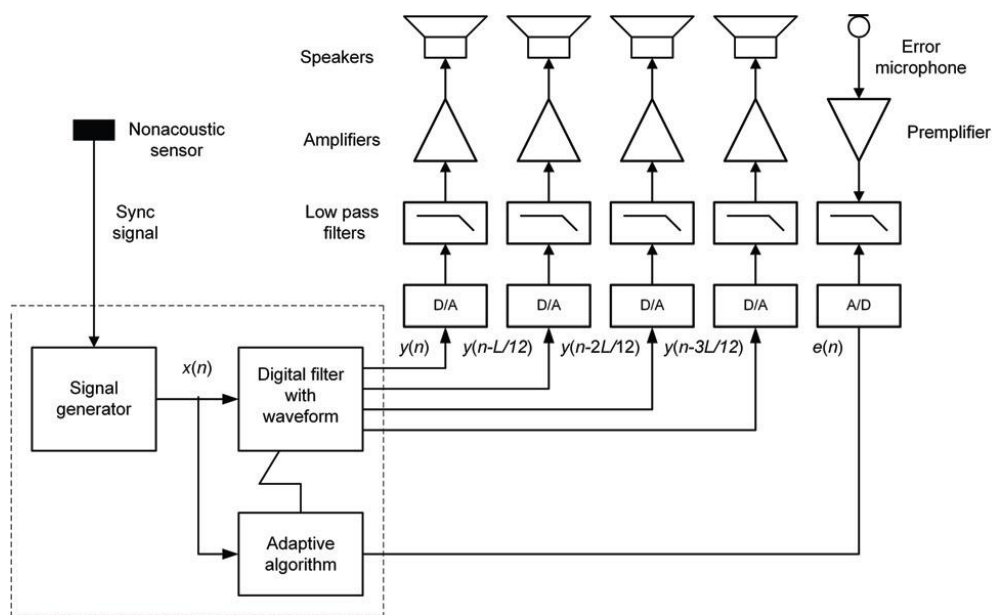 Speakers
Error
microphone
Nonacoustic
sensor
Amplifiers
Premplifier
Sync
signal
Low pass
filters
D/A
D/A
D/A
D/A
A/D
y(n)
y(n-L/12)
y(n-2L/12)
y(n-3L/12)
e(n)
Signal
generator
x(n)
Digital filter
with
waveform
Adaptive
algorithm